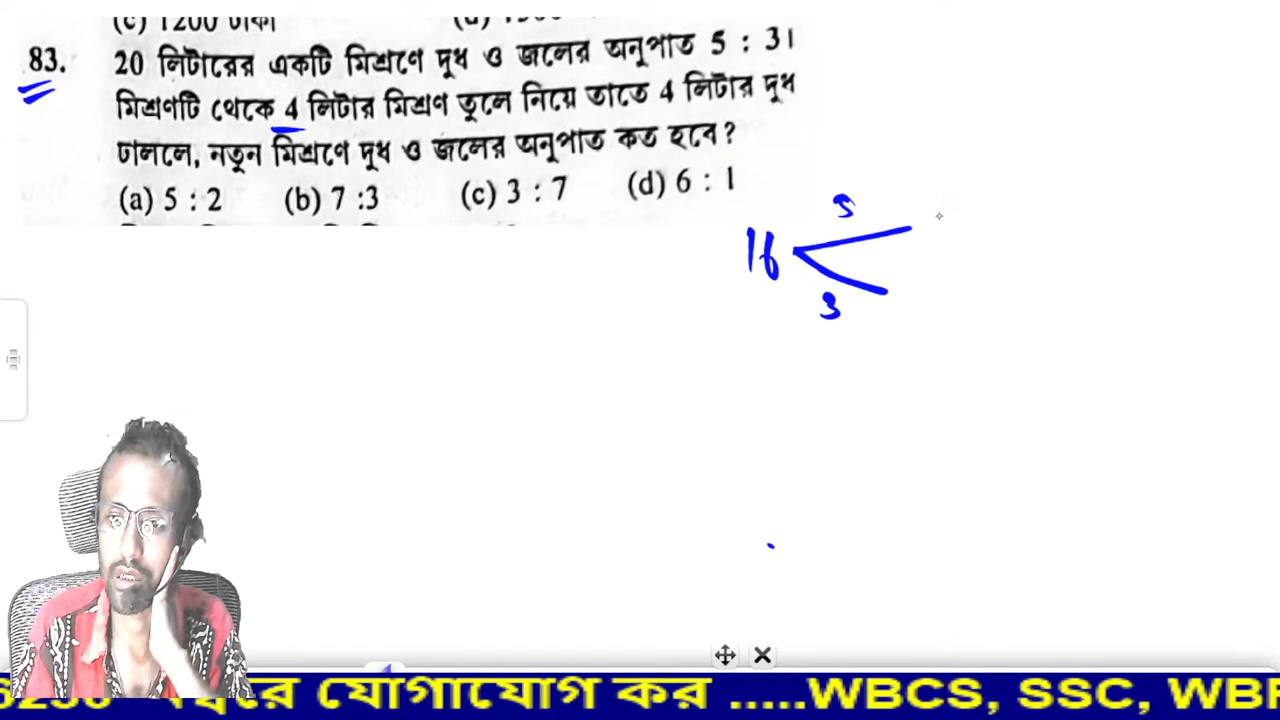 (c) 1200 টাকা
83. 20 লিটারের একটি মিশ্রণে দুধ ও জলের অনুপাত 5 : 3।
মিশ্রণটি থেকে 4 লিটার মিশ্রণ তুলে নিয়ে তাতে 4 লিটার দুধ
ঢাললে, নতুন মিশ্রণে দুধ ও জলের অনুপাত কত হবে?
(a) 5 : 2 (b) 7 :3 (c) 3 : 7 (d) 6 : 1
5
16
3
যোগাযোগ কর .....WBCS, SSC,